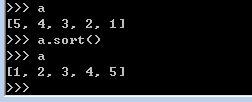 >>> a
[5, 4, 3, 2, 1]
>>> a.sort()
>>> a
[1, 2, 3, 4, 5]
>>>